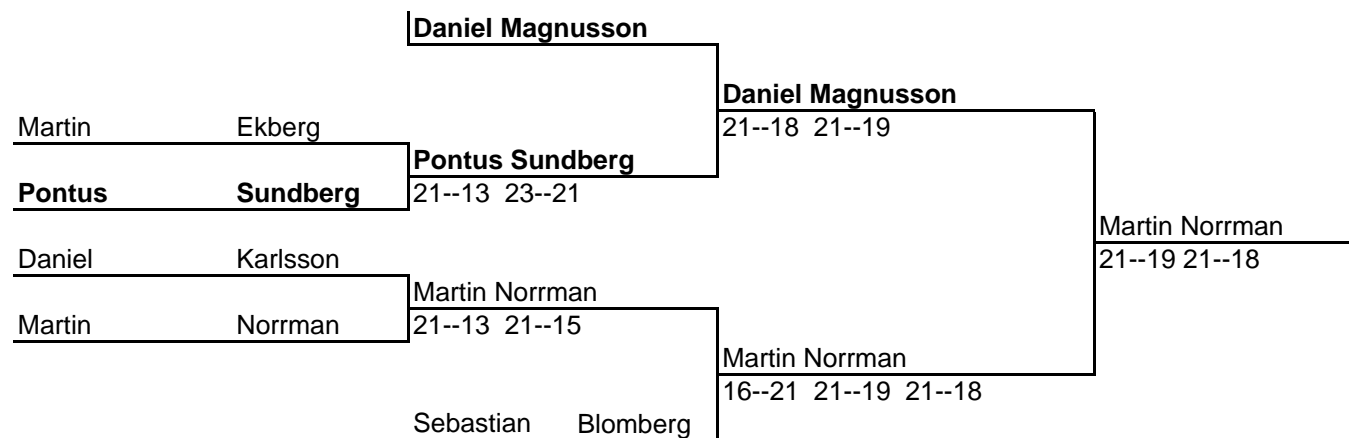 Daniel Magnusson
Daniel Magnusson
Martin Ekberg
21--18 21--19
Pontus Sundberg
Pontus Sundberg
21--13 23--21
Martin Norrman
Daniel Karlsson
21--19 21--18
Martin Norrman
Martin Norrman
21--13 21--15
Martin Norrman
16--21 21--19 21--18
Sebastian Blomberg